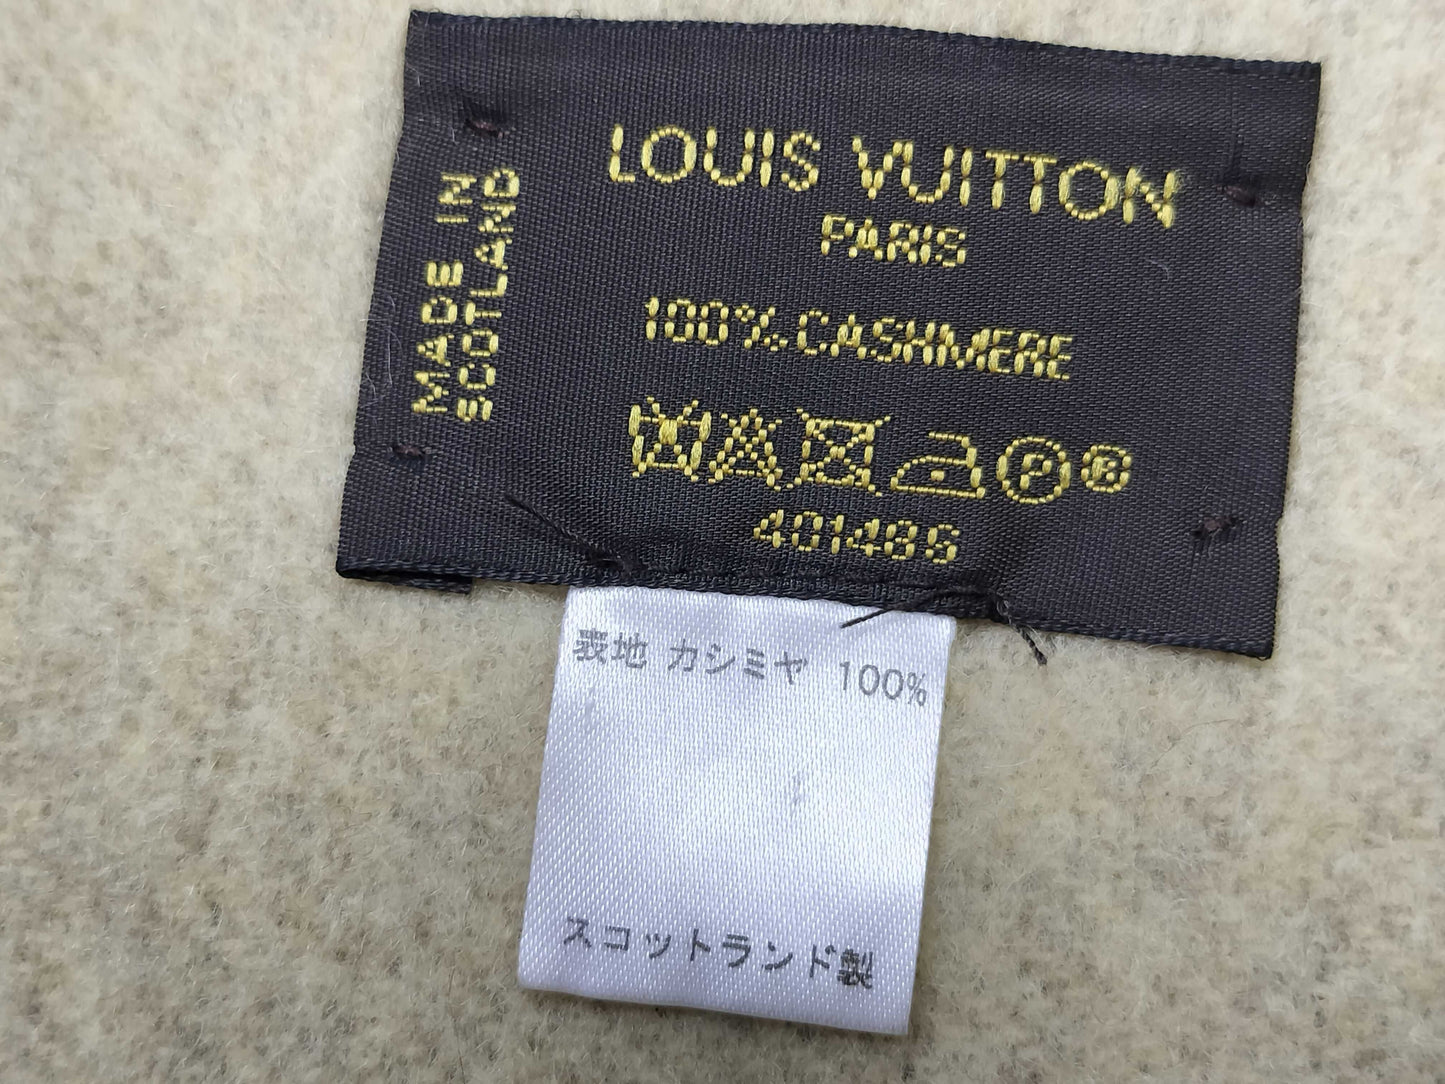 LOUIS VUITTON
PARIS
100% CASHMERE
P ®
401486
MADE IN
SCOTLAND
表地 カシミヤ 100%
スコットランド製